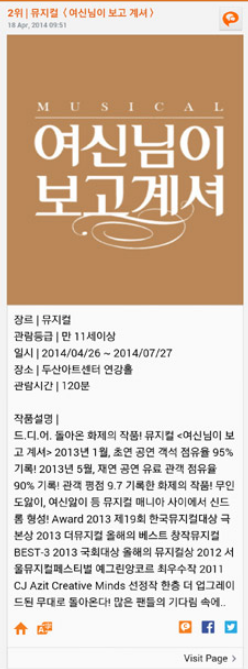 2위 | 뮤지컬 < 여신님이 보고 계셔 >
18 Apr, 2014 09:51
MUSICAL
여신님이
보고계셔
장르 | 뮤지컬
관람등급 | 만 11세이상
일시 | 2014/04/26 ~ 2014/07/27
장소 | 두산아트센터 연강홀
관람시간 | 120분
작품설명 |
드.디.어. 돌아온 화제의 작품! 뮤지컬 <여신님이 보
고 계셔> 2013년 1월, 초연 공연 객석 점유율 95%
기록! 2013년 5월, 재연 공연 유료 관객 점유율
90% 기록! 관객 평점 9.7 기록한 화제의 작품! 무인
도앓이, 여신앓이 등 뮤지컬 매니아 사이에서 신드
롬 형성! Award 2013 제19회 한국뮤지컬대상 극
본상 2013 더뮤지컬 올해의 베스트 창작뮤지컬
BEST-3 2013 국회대상 올해의 뮤지컬상 2012 서
울뮤지컬페스티벌 예그린앙코르 최우수작 2011
CJ Azit Creative Minds 선정작 한층 더 업그레이
드된 무대로 돌아온다! 많은 팬들의 기다림 속에..
Visit Page >